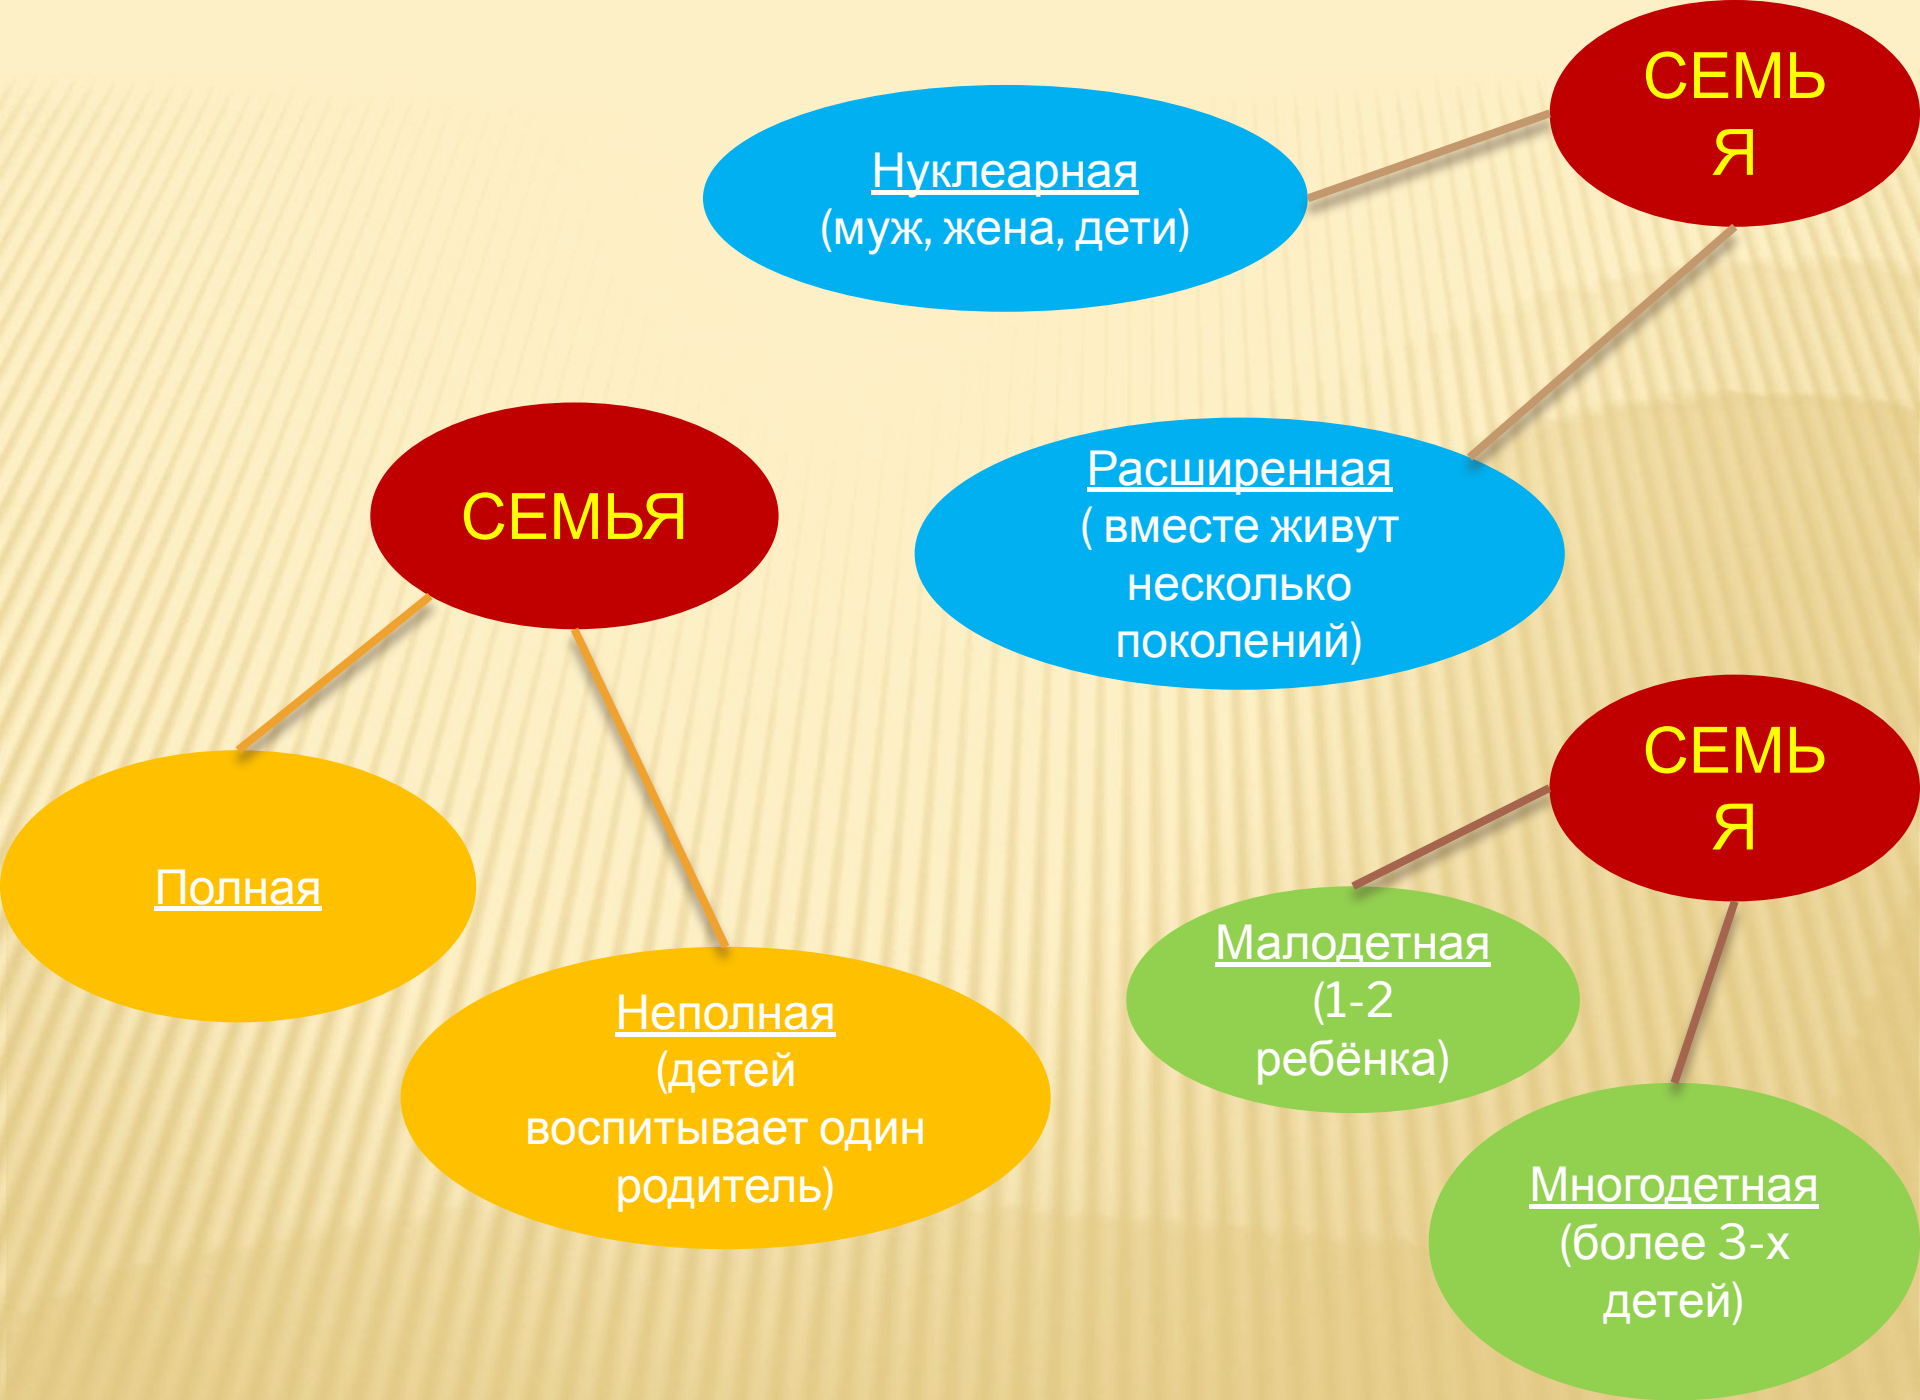 СЕМЬ
Я
Нуклеарная
(муж, жена, дети)
СЕМЬЯ
Расширенная
( вместе живут
несколько
поколений)
СЕМЬ
Я
Полная
Неполная
(детей
воспитывает один
родитель)
Малодетная
(1-2
ребёнка)
Многодетная
(более 3-х
детей)